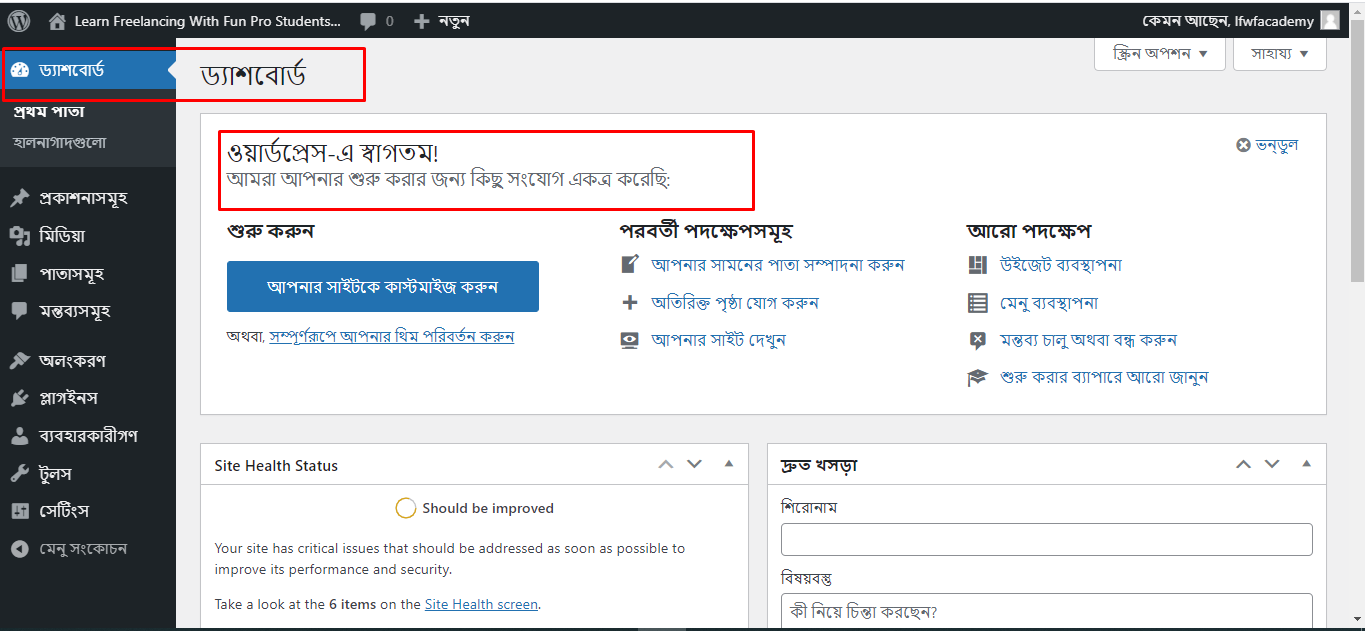 Learn Freelancing With Fun Pro Students... 0 নতুন কেমন আছেন, lfwfacademy
স্ক্রিন অপশন সাহায্য
ড্যাশবোর্ড
প্রথম পাতা
হালনাগাদগুলো
প্রকাশনাসমূহ
মিডিয়া
পাতাসমূহ
মন্তব্যসমূহ
অলংকরণ
প্লাগইনস
ব্যবহারকারীগণ
টুলস
সেটিংস
মেনু সংকোচন
ড্যাশবোর্ড
ওয়ার্ডপ্রেস-এ স্বাগতম!
ভন্ডুল
আমরা আপনার শুরু করার জন্য কিছু সংযোগ একত্র করেছি:
শুরু করুন
আপনার সাইটকে কাস্টমাইজ করুন
অথবা, সম্পূর্ণরূপে আপনার থিম পরিবর্তন করুন
পরবর্তী পদক্ষেপসমূহ
আপনার সামনের পাতা সম্পাদনা করুন
অতিরিক্ত পৃষ্ঠা যোগ করুন
আপনার সাইট দেখুন
আরো পদক্ষেপ
উইজেট ব্যবস্থাপনা
মেনু ব্যবস্থাপনা
মন্তব্য চালু অথবা বন্ধ করুন
শুরু করার ব্যাপারে আরো জানুন
Site Health Status
Should be improved
Your site has critical issues that should be addressed as soon as possible to
improve its performance and security.
Take a look at the 6 items on the Site Health screen.
দ্রুত খসড়া
শিরোনাম
বিষয়বস্তু
কী নিয়ে চিন্তা করছেন?